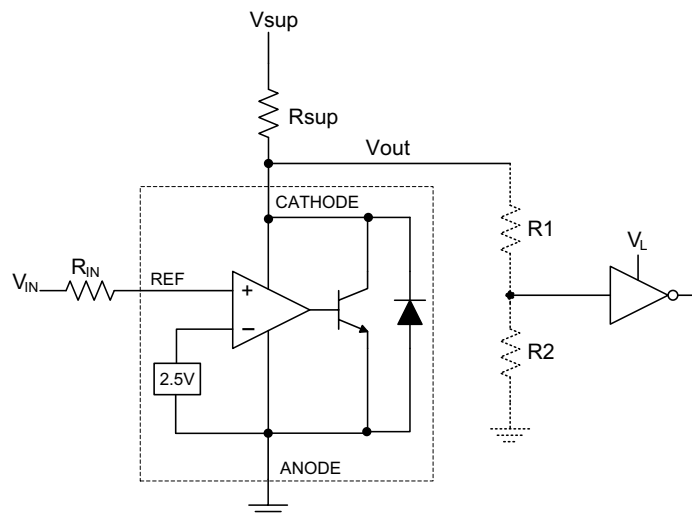 Vsup
Rsup
Vout
CATHODE
R1
RIN
VL
VIN
REF
+
−
R2
2.5V
ANODE